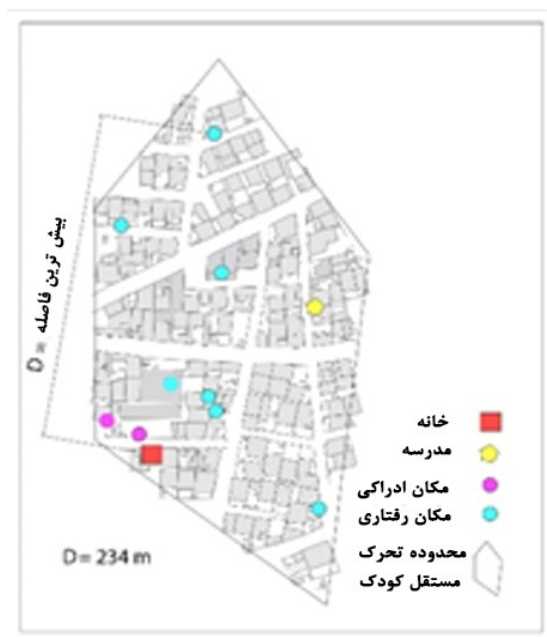 D = بیش ترین فاصله
خانه
مدرسه
مکان ادراکی
مکان رفتاری
محدوده تحرک
مستقل کودک
D = 234 m